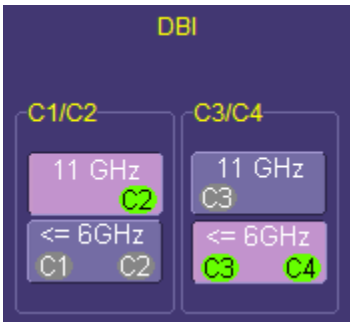 DBI
C1/C2
11 GHz
C2
<= 6GHz
C1 C2
C3/C4
11 GHz
C3
<= 6GHz
C3 C4